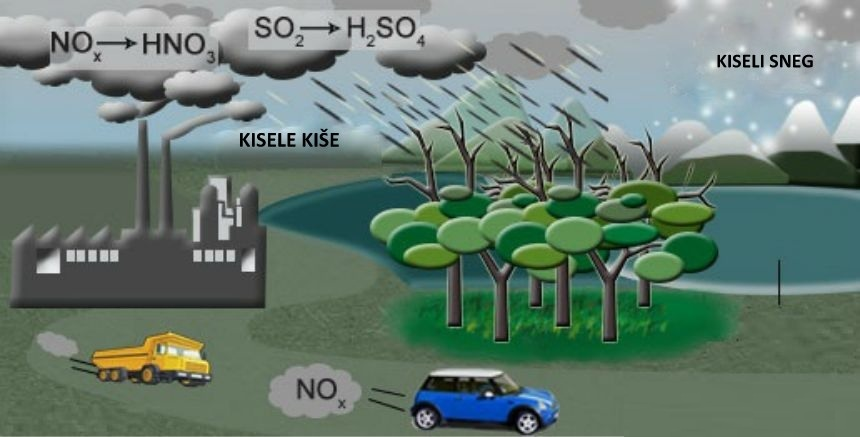 NOₓ→HNO₃
SO₂→H₂SO₄
KISELI SNEG
KISELE KIŠE
NOₓ